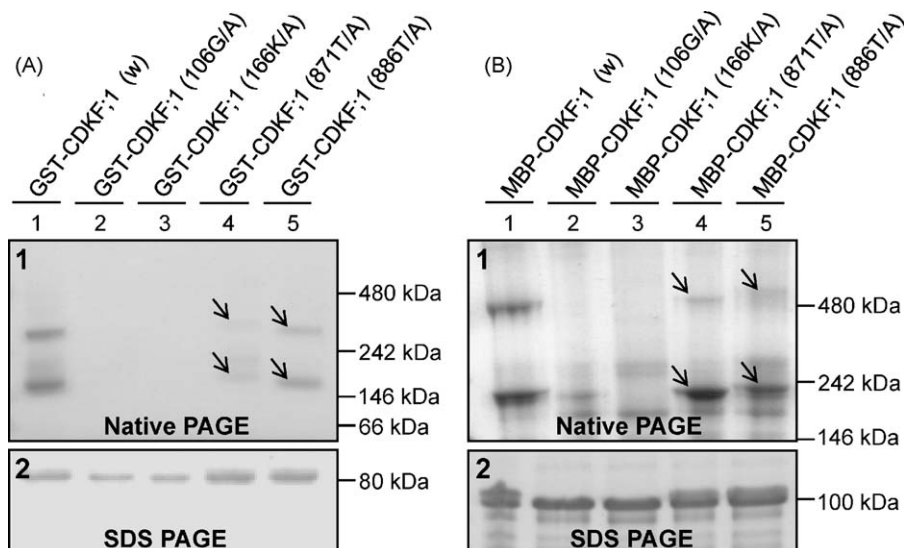 (A)
GST-CDKF;1 (w)
GST-CDKF;1 (106G/A)
GST-CDKF;1 (166K/A)
GST-CDKF;1 (871T/A)
GST-CDKF;1 (886T/A)
1 2 3 4 5
1
480 kDa
242 kDa
146 kDa
66 kDa
Native PAGE
2
80 kDa
SDS PAGE
(B)
MBP-CDKF;1 (w)
MBP-CDKF;1 (106G/A)
MBP-CDKF;1 (166K/A)
MBP-CDKF;1 (871T/A)
MBP-CDKF;1 (886T/A)
1 2 3 4 5
1
480 kDa
242 kDa
146 kDa
Native PAGE
2
100 kDa
SDS PAGE